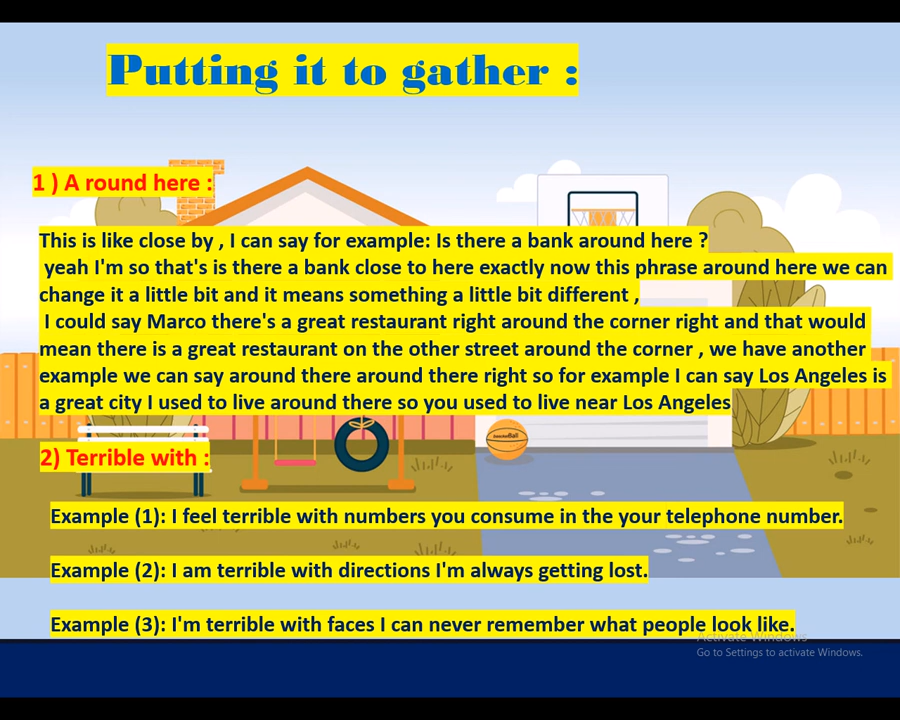 Putting it to gather :
1 ) A round here :
This is like close by , I can say for example: Is there a bank around here ?
yeah I'm so that's is there a bank close to here exactly now this phrase around here we can
change it a little bit and it means something a little bit different ,
I could say Marco there's a great restaurant right around the corner right and that would
mean there is a great restaurant on the other street around the corner , we have another
example we can say around there around there right so for example I can say Los Angeles is
a great city I used to live around there so you used to live near Los Angeles
2) Terrible with :
Example (1): I feel terrible with numbers you consume in the your telephone number.
Example (2): I am terrible with directions I'm always getting lost.
Example (3): I'm terrible with faces I can never remember what people look like.
Activate Windows
Go to Settings to activate Windows.